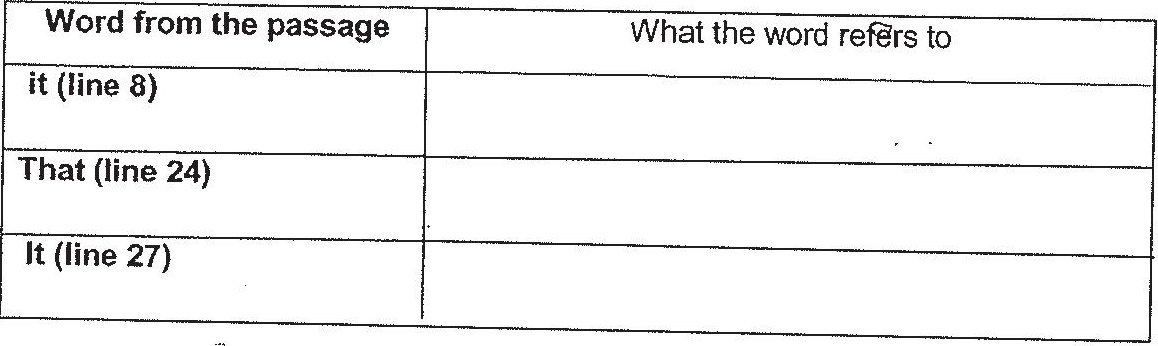 Word from the passage What the word refers to
it (line 8)
That (line 24)
It (line 27)